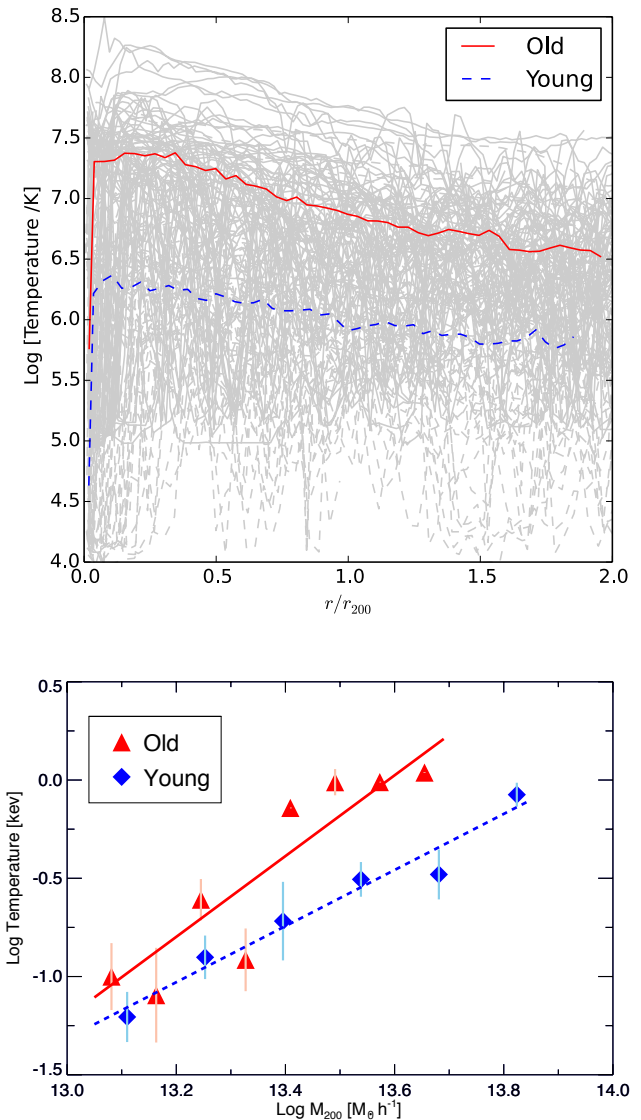 8.5
8.0
7.5
7.0
6.5
6.0
5.5
5.0
4.5
4.0
Log [Temperature /K]
Old
Young
0.0 0.5 1.0 1.5 2.0
r/r200
0.5
0.0
-0.5
-1.0
-1.5
Log Temperature [kev]
Old
Young
13.0 13.2 13.4 13.6 13.8 14.0
Log M200 [M⊙ h-1]